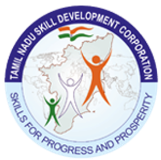 TAMIL NADU SKILL DEVELOPMENT CORPORATION
SKILLS FOR PROGRESS AND PROSPERITY